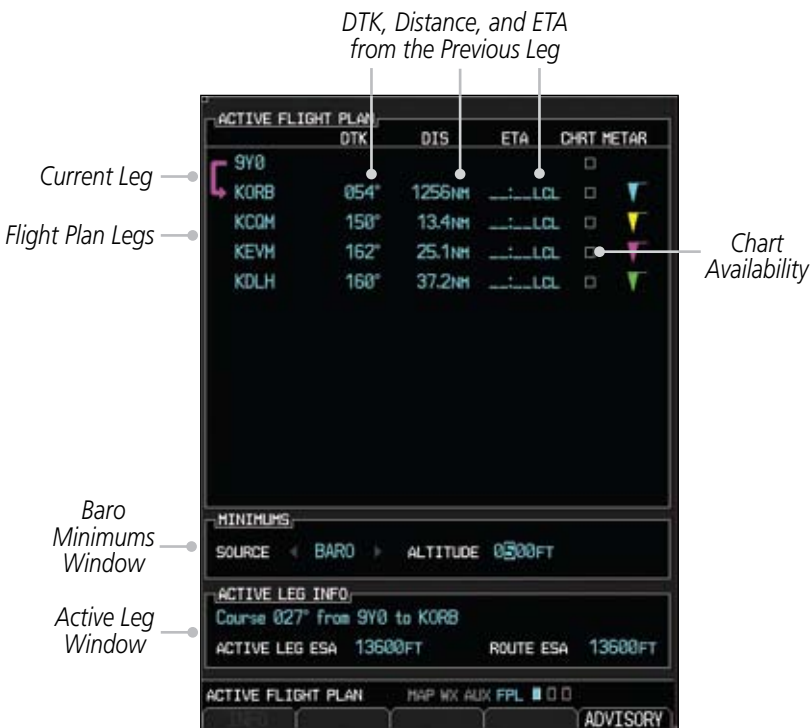 DTK, Distance, and ETA
from the Previous Leg
ACTIVE FLIGHT PLAN
DTK DIS ETA CHRT METAR
9Y0
Current Leg
KORB 054° 1256NM __:__LCL
Flight Plan Legs
KCQM 150° 13.4NM __:__LCL
KEVM 162° 25.1NM __:__LCL
Chart
Availability
KDLH 160° 37.2NM __:__LCL
Baro
Minimums
Window
MINIMUMS
SOURCE BARO ALTITUDE 0500FT
Active Leg
Window
ACTIVE LEG INFO
Course 027° from 9Y0 to KORB
ACTIVE LEG ESA 13600FT ROUTE ESA 13600FT
ACTIVE FLIGHT PLAN MAP WX AUX FPL
INFO ADVISORY